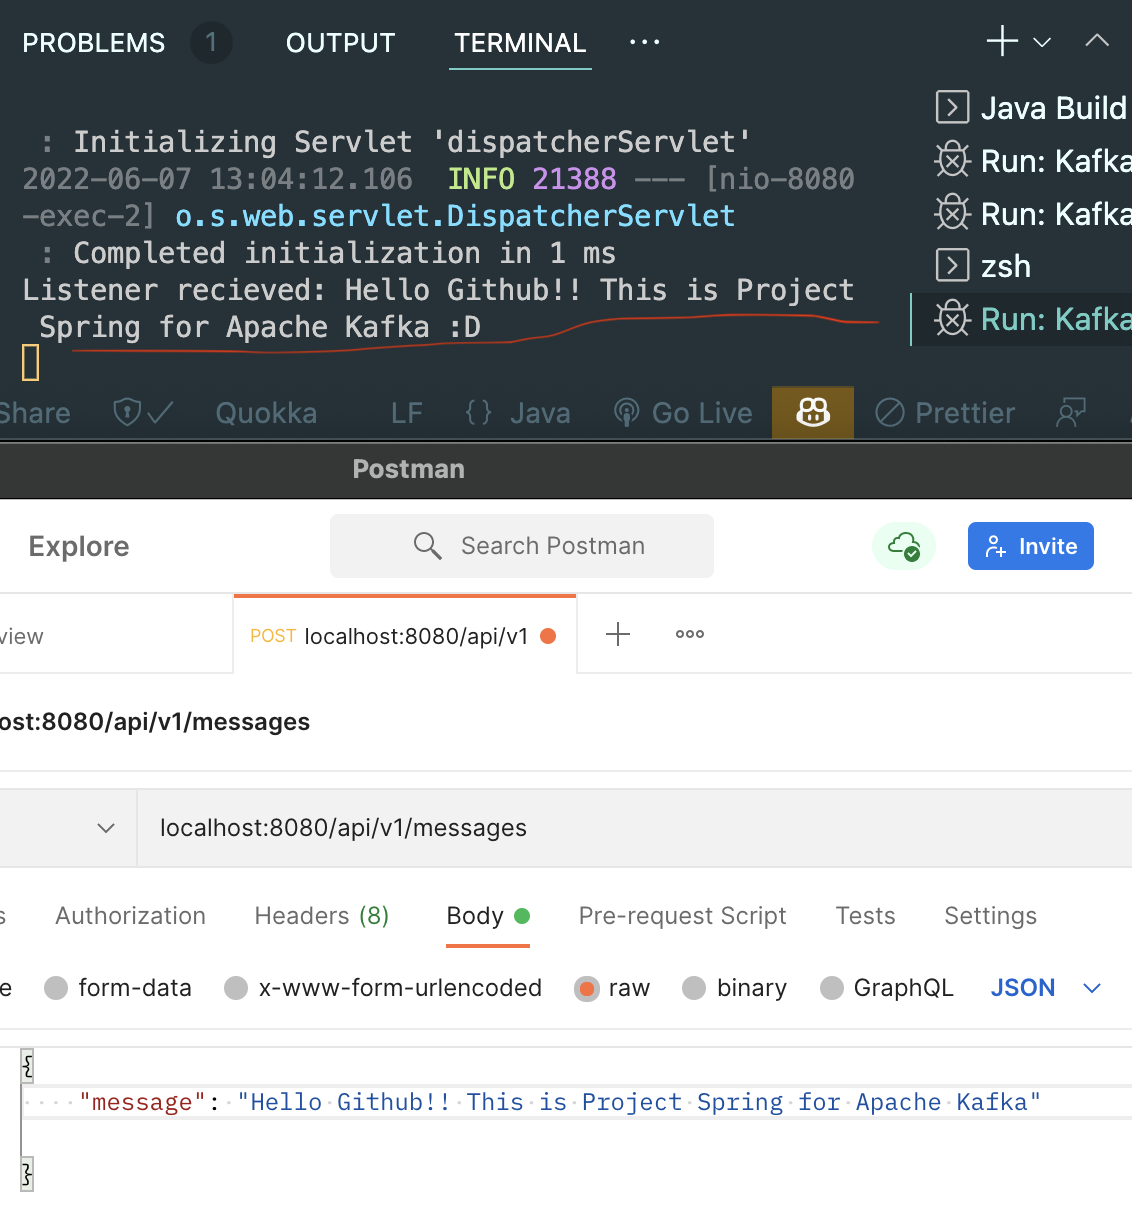 PROBLEMS 1 OUTPUT TERMINAL ···
: Initializing Servlet 'dispatcherServlet'
2022-06-07 13:04:12.106  INFO 21388 --- [nio-8080
-exec-2] o.s.web.servlet.DispatcherServlet
: Completed initialization in 1 ms
Listener recieved: Hello Github!! This is Project
Spring for Apache Kafka :D
Java Build
Run: Kafka
Run: Kafka
zsh
Run: Kafka
Share Quokka LF {} Java Go Live Prettier
Postman
Explore Search Postman Invite
view POST localhost:8080/api/v1
ost:8080/api/v1/messages
localhost:8080/api/v1/messages
s Authorization Headers (8) Body Pre-request Script Tests Settings
e form-data x-www-form-urlencoded raw binary GraphQL JSON
{
"message": "Hello Github!! This is Project Spring for Apache Kafka"
}